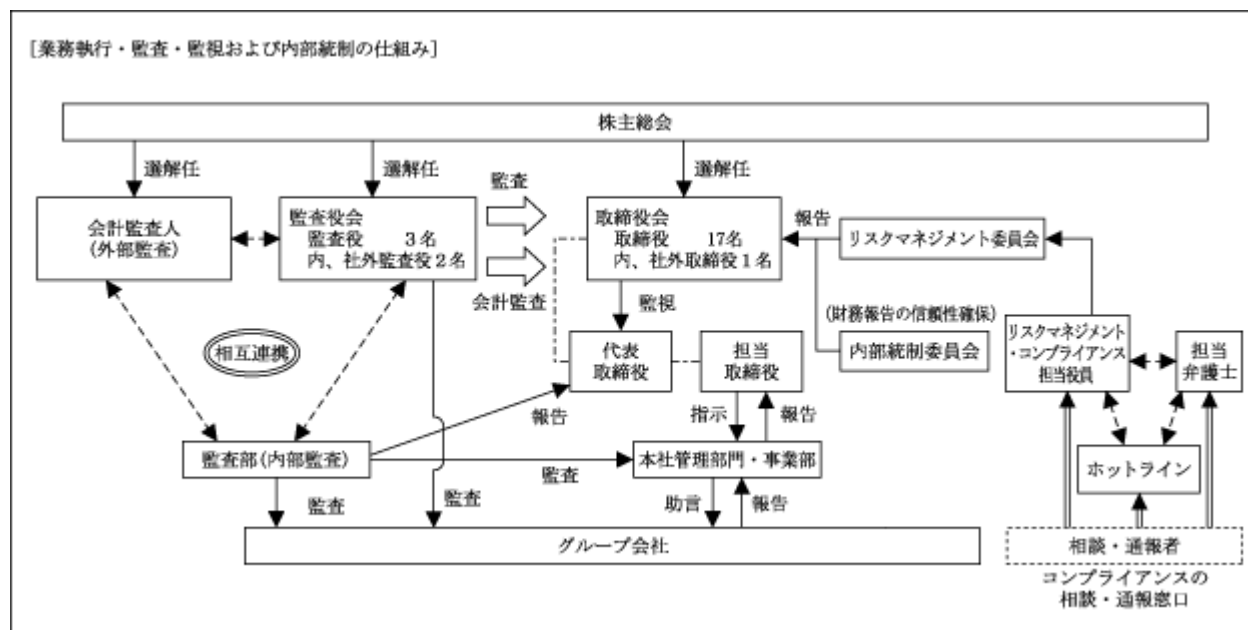 [業務執行・監査・監視および内部統制の仕組み]
株主総会
選解任
選解任
選解任
会計監査人
(外部監査)
監査役会
監査役 3名
内、社外監査役2名
監査
会計監査
取締役会
取締役 17名
内、社外取締役1名
報告
リスクマネジメント委員会
監視
(財務報告の信頼性確保)
内部統制委員会
相互連携
代表
取締役
担当
取締役
リスクマネジメント
・コンプライアンス
担当役員
担当
弁護士
報告
指示
報告
監査部(内部監査)
監査
本社管理部門・事業部
ホットライン
監査
監査
助言
報告
グループ会社
相談・通報者
コンプライアンスの
相談・通報窓口